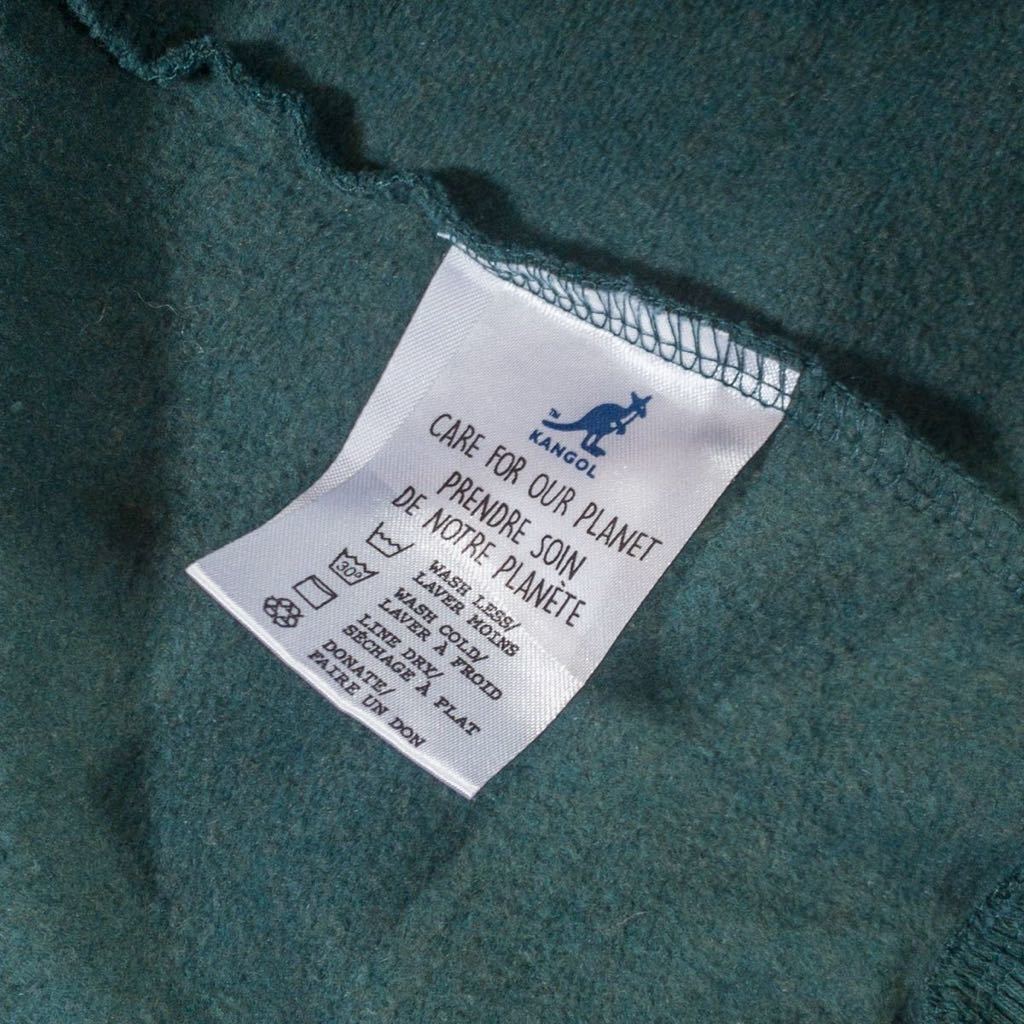 ™
KANGOL
CARE FOR OUR PLANET
PRENDRE SOIN
DE NOTRE PLANÈTE
WASH LESS/
LAVER MOINS
30°
WASH COLD/
LAVER À FROID
LINE DRY/
SÉCHAGE À PLAT
DONATE/
FAIRE UN DON